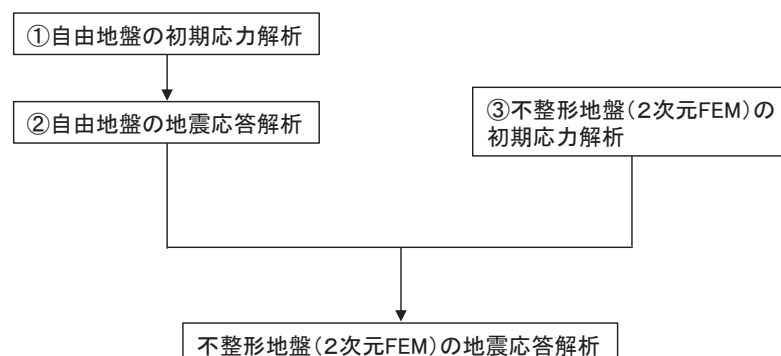 ①自由地盤の初期応力解析
②自由地盤の地震応答解析
③不整形地盤(2次元FEM)の
初期応力解析
不整形地盤(2次元FEM)の地震応答解析